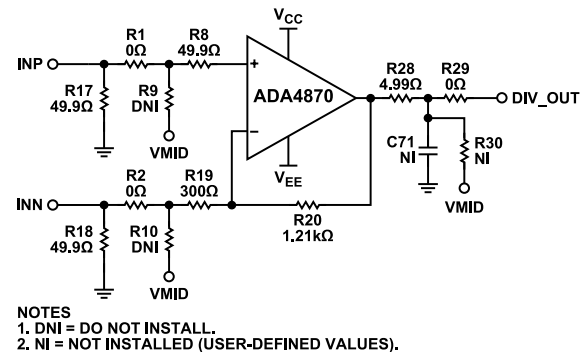 VCC
R1
0Ω
R8
49.9Ω
INP
R17
49.9Ω
R9
DNI
VMID
+
ADA4870
−
VEE
R28
4.99Ω
R29
0Ω
DIV_OUT
C71
NI
R30
NI
VMID
R2
0Ω
R19
300Ω
INN
R18
49.9Ω
R10
DNI
VMID
R20
1.21kΩ
NOTES
1. DNI = DO NOT INSTALL.
2. NI = NOT INSTALLED (USER-DEFINED VALUES).